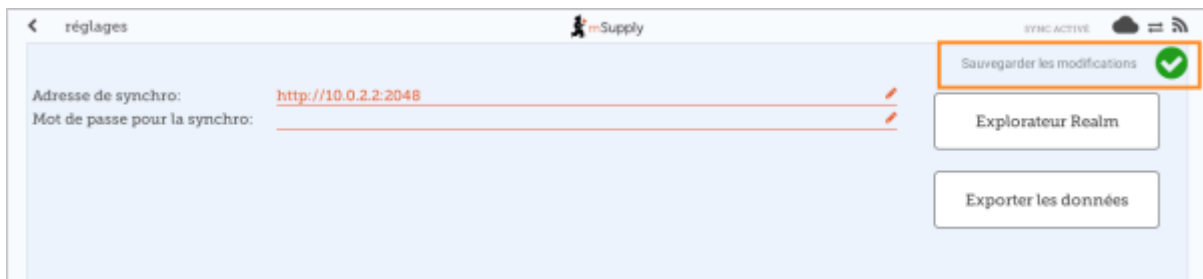 réglages
mSupply
SYNC ACTIVÉ
Sauvegarder les modifications
Adresse de synchro: http://10.0.2.2:2048
Mot de passe pour la synchro:
Explorateur Realm
Exporter les données